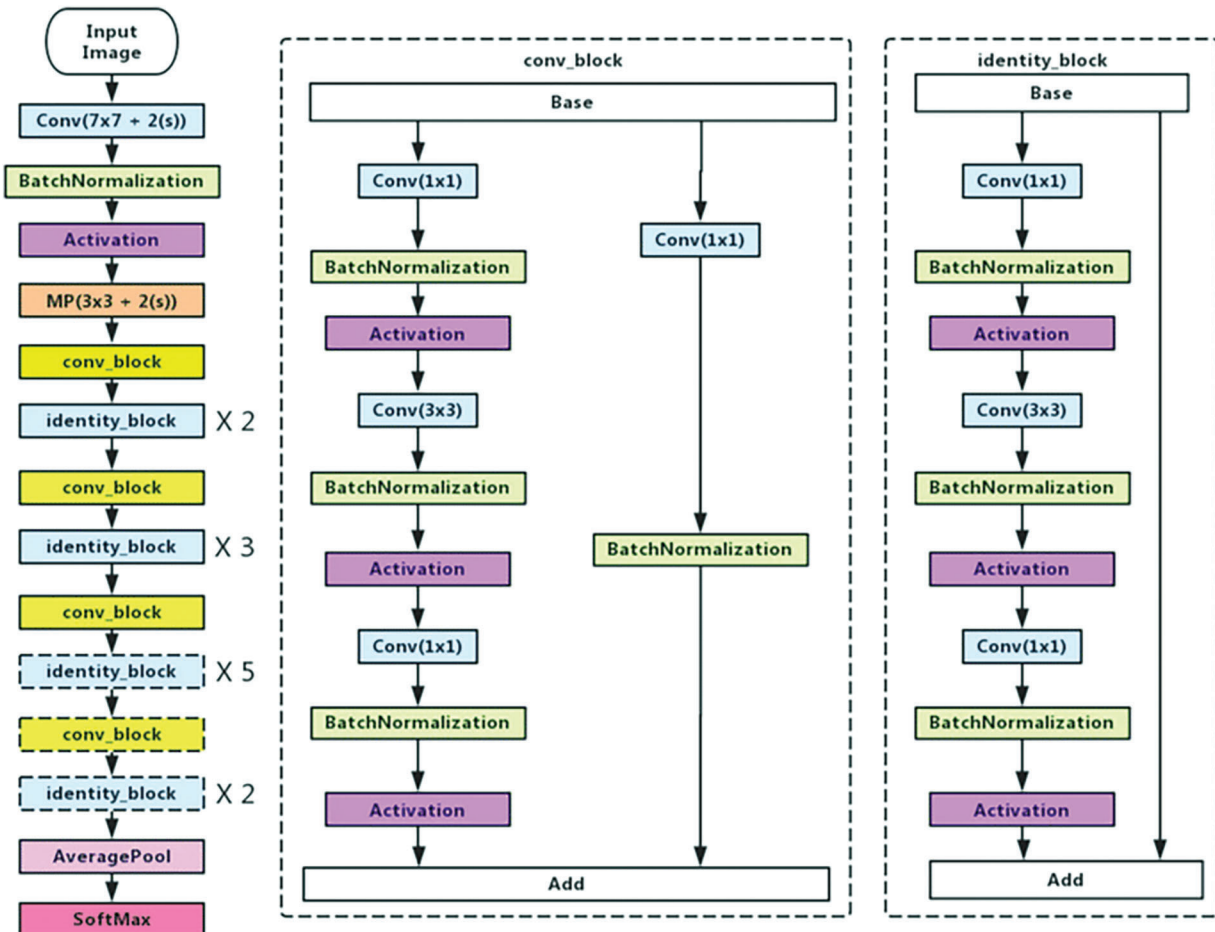 Input
Image
Conv(7x7 + 2(s))
BatchNormalization
Activation
MP(3x3 + 2(s))
conv_block
identity_block X 2
conv_block
identity_block X 3
conv_block
identity_block X 5
conv_block
identity_block X 2
AveragePool
SoftMax
conv_block
Base
Conv(1x1)
BatchNormalization
Activation
Conv(3x3)
BatchNormalization
Activation
Conv(1x1)
BatchNormalization
Activation
Conv(1x1)
BatchNormalization
Add
identity_block
Base
Conv(1x1)
BatchNormalization
Activation
Conv(3x3)
BatchNormalization
Activation
Conv(1x1)
BatchNormalization
Activation
Add